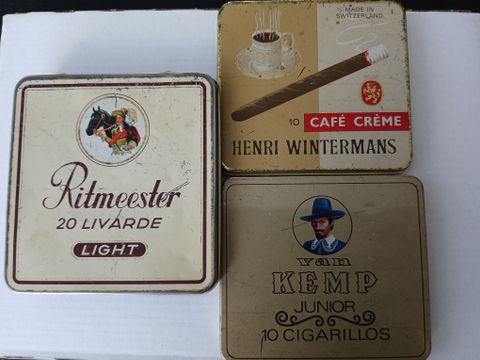 Ritmeester
20 LIVARDE
LIGHT
MADE IN
SWITZERLAND
10 CAFÉ CRÈME
HENRI WINTERMANS
van
KEMP
JUNIOR
10 CIGARILLOS